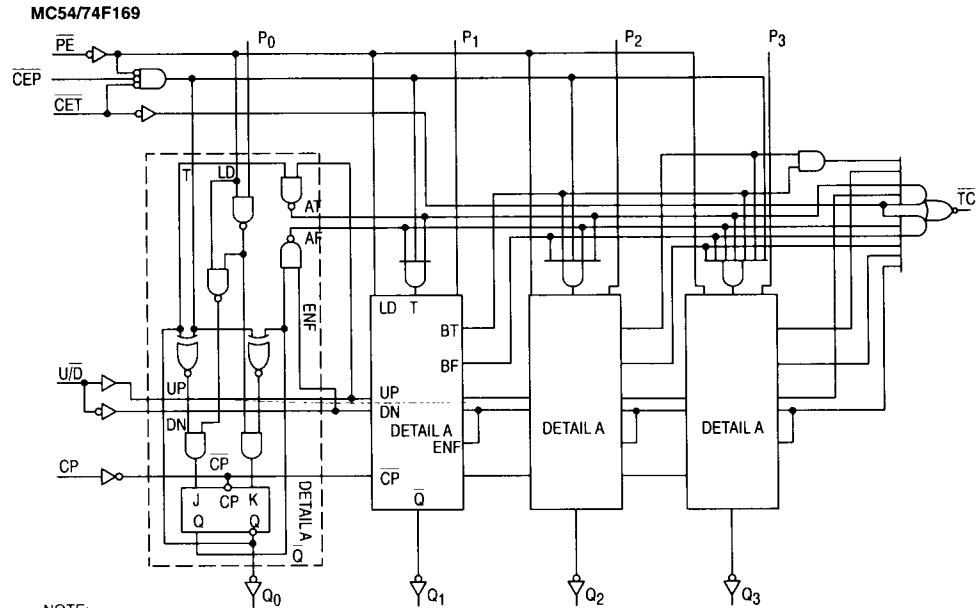 MC54/74F169
PE P0 P1 P2 P3
CEP
CET
T LD
AT TC
AF
ENF
LD T BT
BF
U/D UP UP
DN DN
DETAIL A DETAIL A DETAIL A
ENF
CP CP CP
J CP K Q
Q Q Q
DETAIL A
Q0 Q1 Q2 Q3
NOTE: